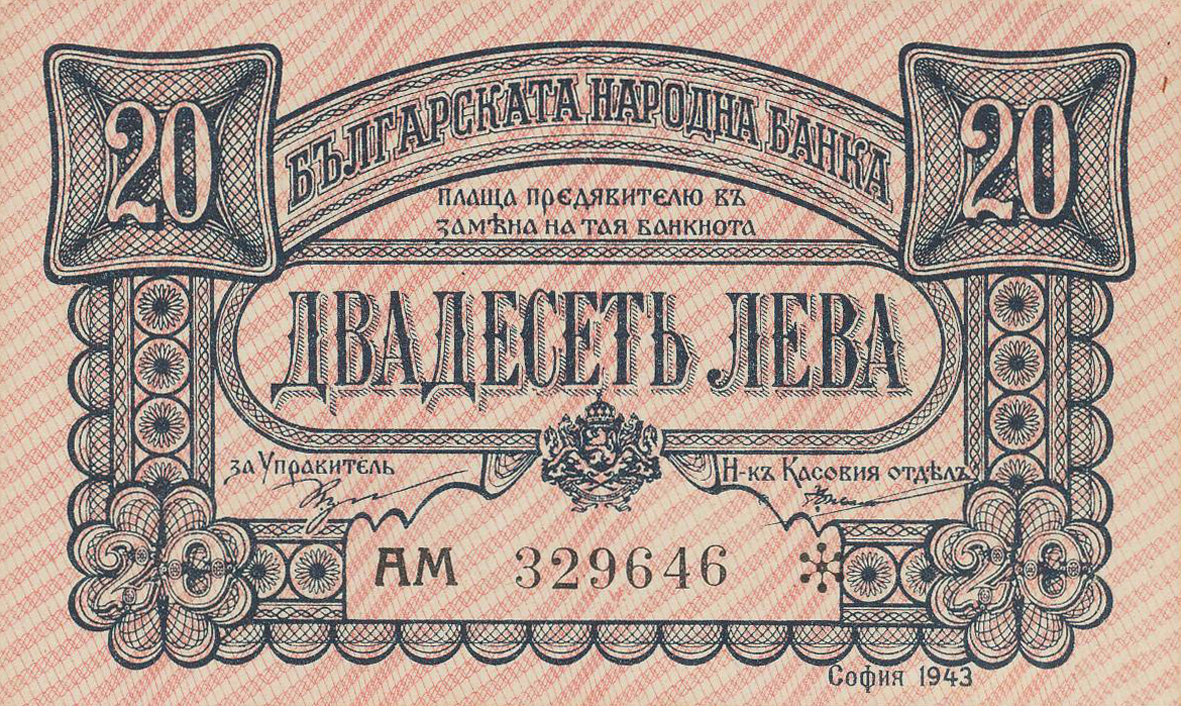 20 20
БЪЛГАРСКАТА НАРОДНА БАНКА
ПЛАЩА ПРЕДЯВИТЕЛЮ ВЪ
ЗАМѢНА НА ТАЯ БАНКНОТА
ДВАДЕСЕТЬ ЛЕВА
за Управитель Н-къ Касовия отдѣлъ
АМ 329646
20 20
София 1943